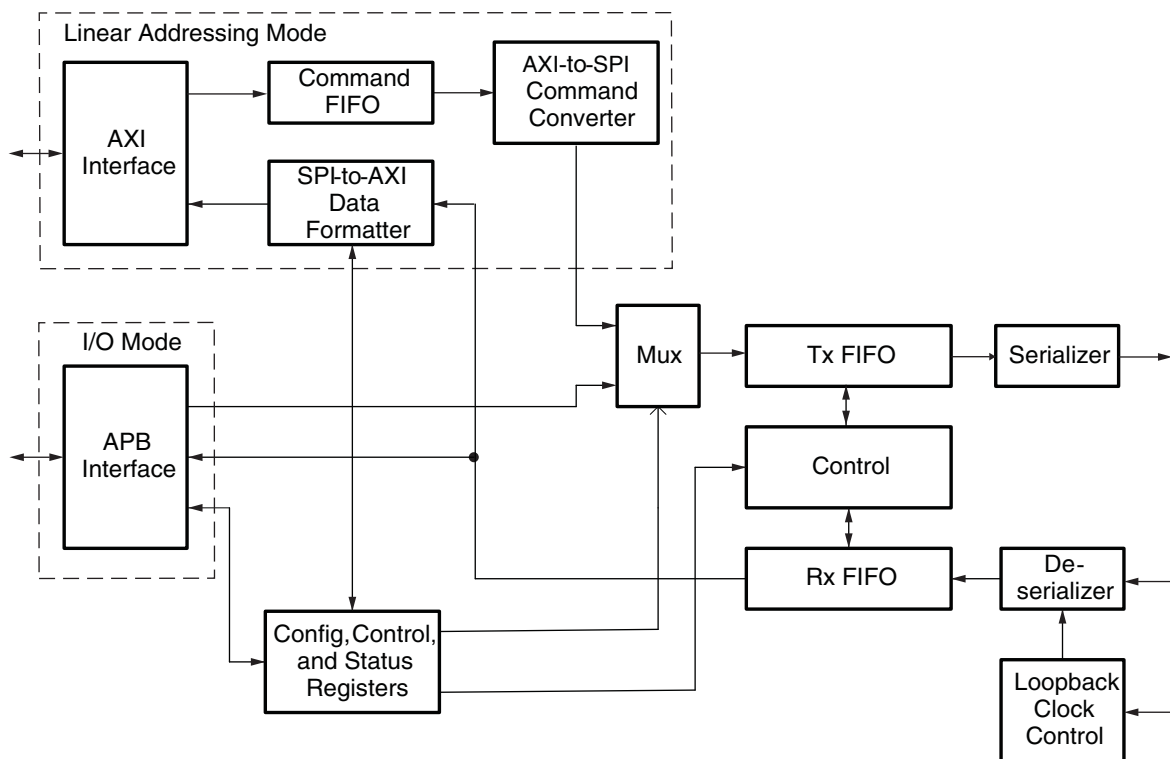 Linear Addressing Mode
AXI
Interface
Command
FIFO
AXI-to-SPI
Command
Converter
SPI-to-AXI
Data
Formatter
I/O Mode
APB
Interface
Mux
Tx FIFO
Serializer
Control
Rx FIFO
De-
serializer
Config, Control,
and Status
Registers
Loopback
Clock
Control